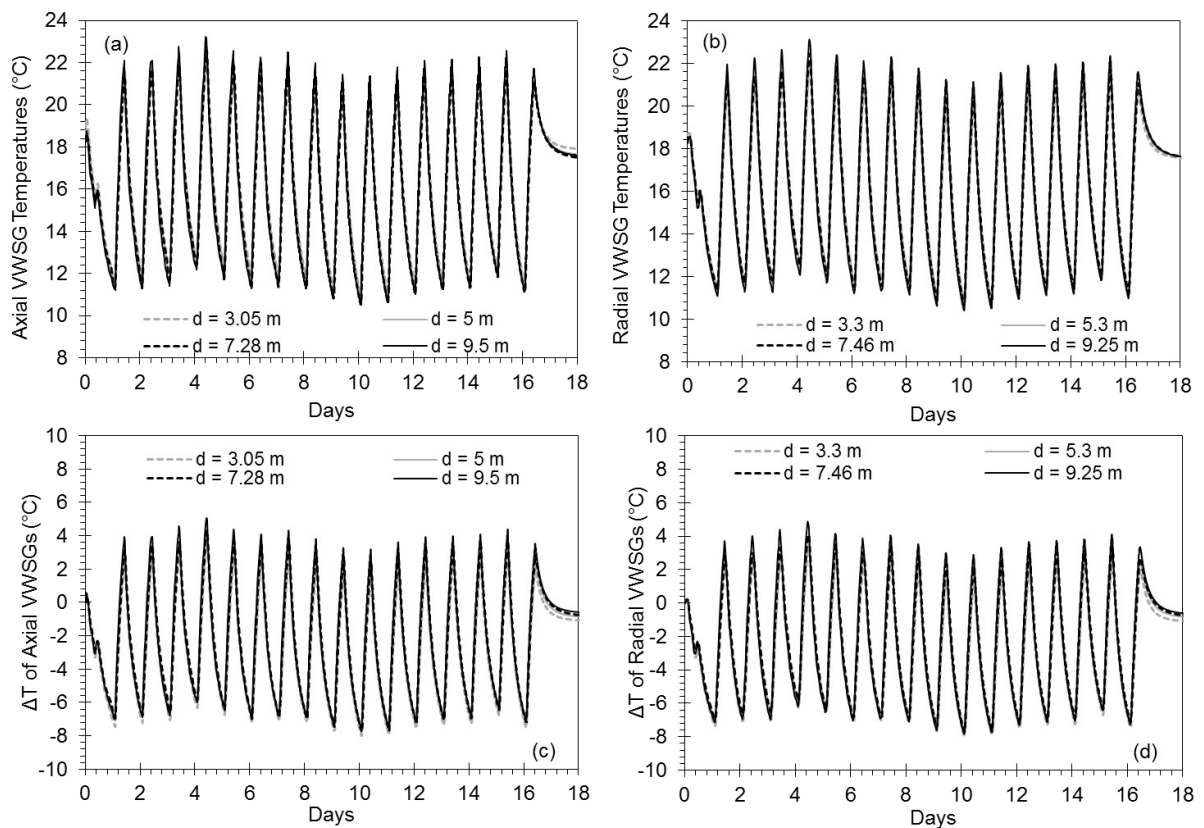 (a)
Axial VWSG Temperatures (°C)
24
22
20
18
16
14
12
10
8
d = 3.05 m
d = 5 m
d = 7.28 m
d = 9.5 m
0 2 4 6 8 10 12 14 16 18
Days
(b)
Radial VWSG Temperatures (°C)
24
22
20
18
16
14
12
10
8
d = 3.3 m
d = 5.3 m
d = 7.46 m
d = 9.25 m
0 2 4 6 8 10 12 14 16 18
Days
ΔT of Axial VWSGs (°C)
10
8
6
4
2
0
-2
-4
-6
-8
-10
d = 3.05 m
d = 5 m
d = 7.28 m
d = 9.5 m
(c)
0 2 4 6 8 10 12 14 16 18
Days
ΔT of Radial VWSGs (°C)
10
8
6
4
2
0
-2
-4
-6
-8
-10
d = 3.3 m
d = 5.3 m
d = 7.46 m
d = 9.25 m
(d)
0 2 4 6 8 10 12 14 16 18
Days